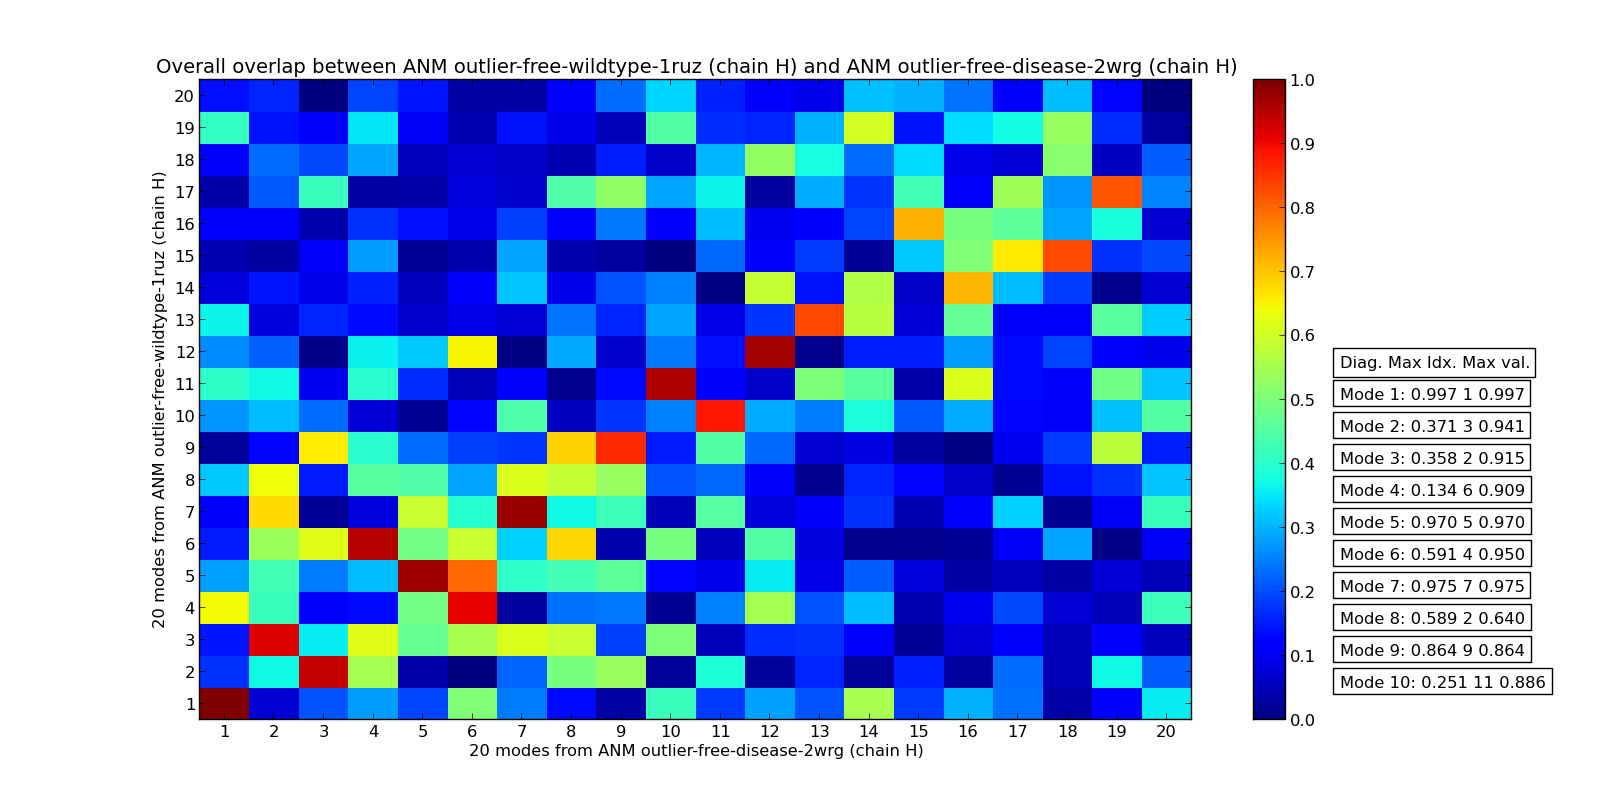 Overall overlap between ANM outlier-free-wildtype-1ruz (chain H) and ANM outlier-free-disease-2wrg (chain H)
20 modes from ANM outlier-free-wildtype-1ruz (chain H)
20
19
18
17
16
15
14
13
12
11
10
9
8
7
6
5
4
3
2
1
1 2 3 4 5 6 7 8 9 10 11 12 13 14 15 16 17 18 19 20
20 modes from ANM outlier-free-disease-2wrg (chain H)
1.0
0.9
0.8
0.7
0.6
0.5
0.4
0.3
0.2
0.1
0.0
Diag. Max Idx. Max val.
Mode 1: 0.997 1 0.997
Mode 2: 0.371 3 0.941
Mode 3: 0.358 2 0.915
Mode 4: 0.134 6 0.909
Mode 5: 0.970 5 0.970
Mode 6: 0.591 4 0.950
Mode 7: 0.975 7 0.975
Mode 8: 0.589 2 0.640
Mode 9: 0.864 9 0.864
Mode 10: 0.251 11 0.886